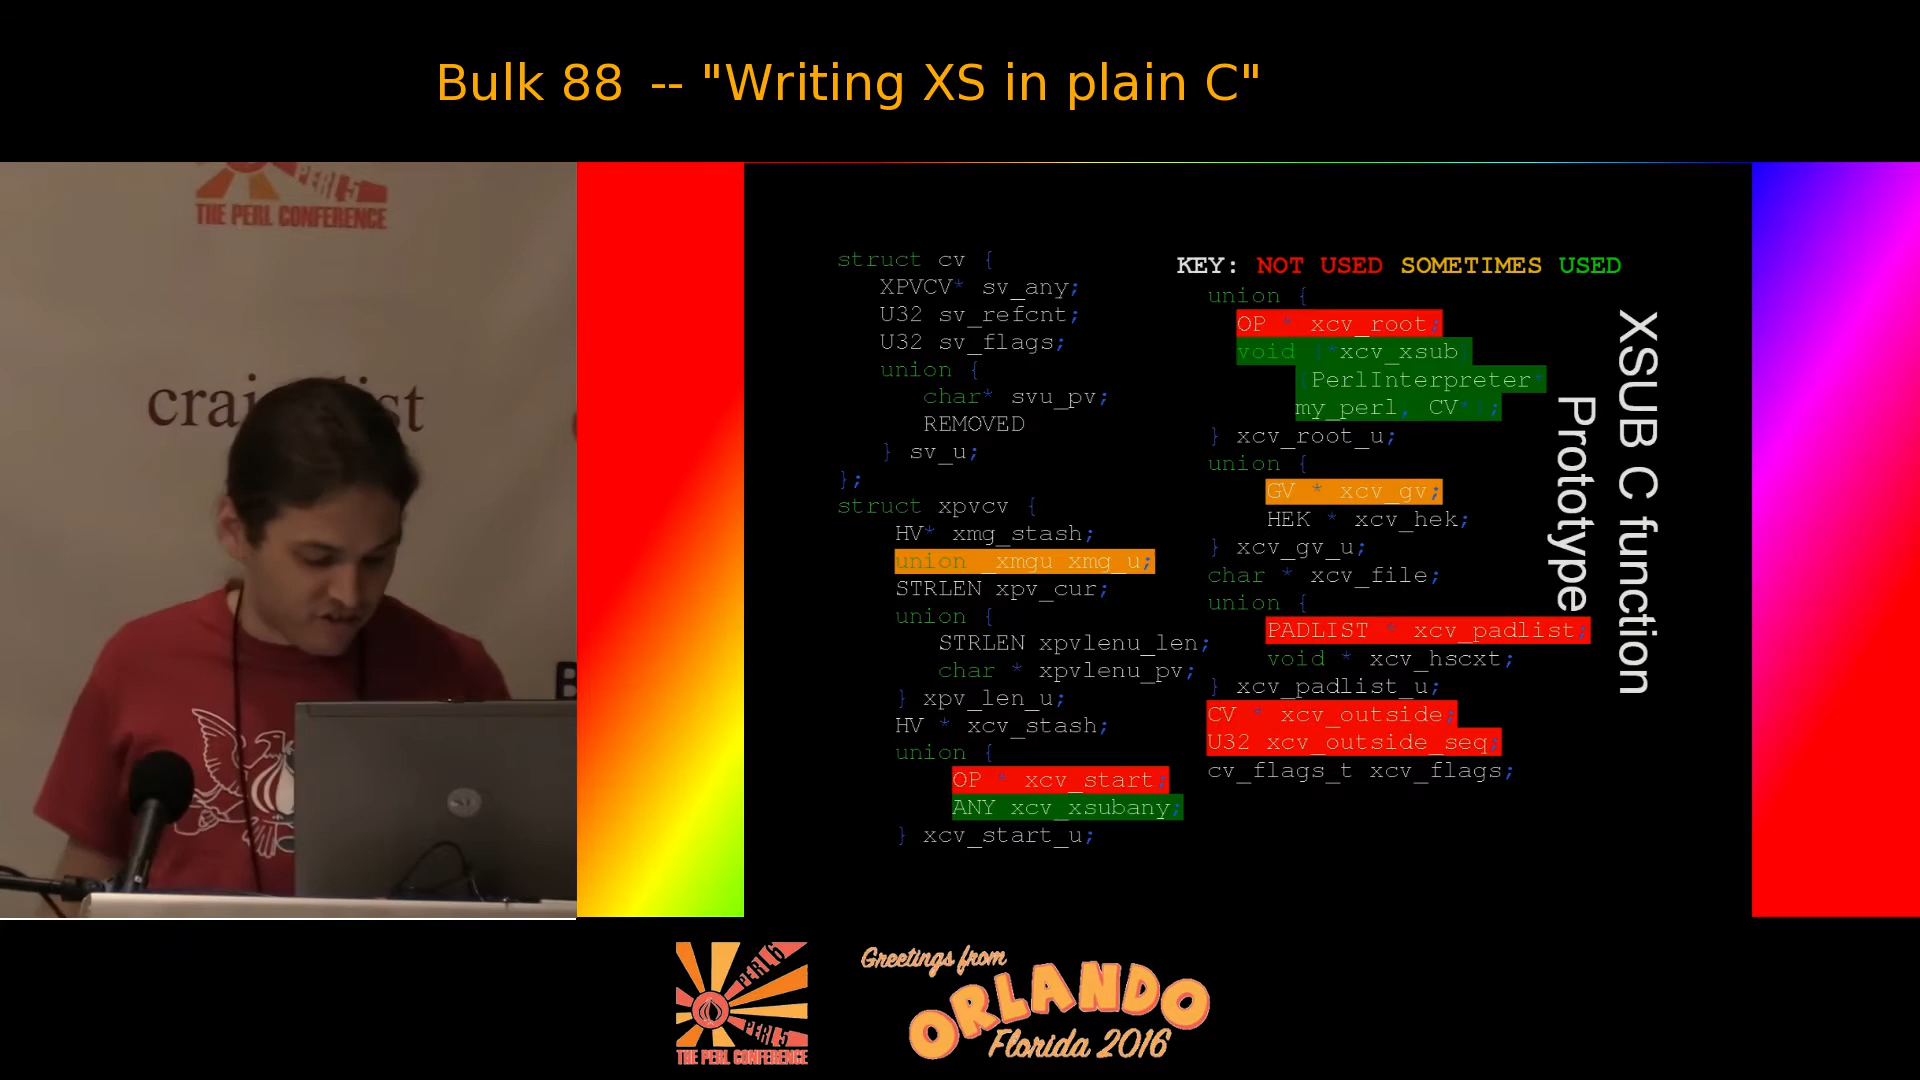 Bulk 88 -- "Writing XS in plain C"
PERL 5
THE PERL CONFERENCE
struct cv {
XPVCV* sv_any;
U32 sv_refcnt;
U32 sv_flags;
union {
char* svu_pv;
REMOVED
} sv_u;
};
struct xpvcv {
HV* xmg_stash;
union _xmgu xmg_u;
STRLEN xpv_cur;
union {
STRLEN xpvlenu_len;
char * xpvlenu_pv;
} xpv_len_u;
HV * xcv_stash;
union {
OP * xcv_start;
ANY xcv_xsubany;
} xcv_start_u;
KEY: NOT USED SOMETIMES USED
union {
OP * xcv_root;
void (*xcv_xsub)
(PerlInterpreter*
my_perl, CV*);
} xcv_root_u;
union {
GV * xcv_gv;
HEK * xcv_hek;
} xcv_gv_u;
char * xcv_file;
union {
PADLIST * xcv_padlist;
void * xcv_hscxt;
} xcv_padlist_u;
CV * xcv_outside;
U32 xcv_outside_seq;
cv_flags_t xcv_flags;
XSUB C function
Prototype
PERL 6
PERL 5
THE PERL CONFERENCE
Greetings from
ORLANDO
Florida 2016